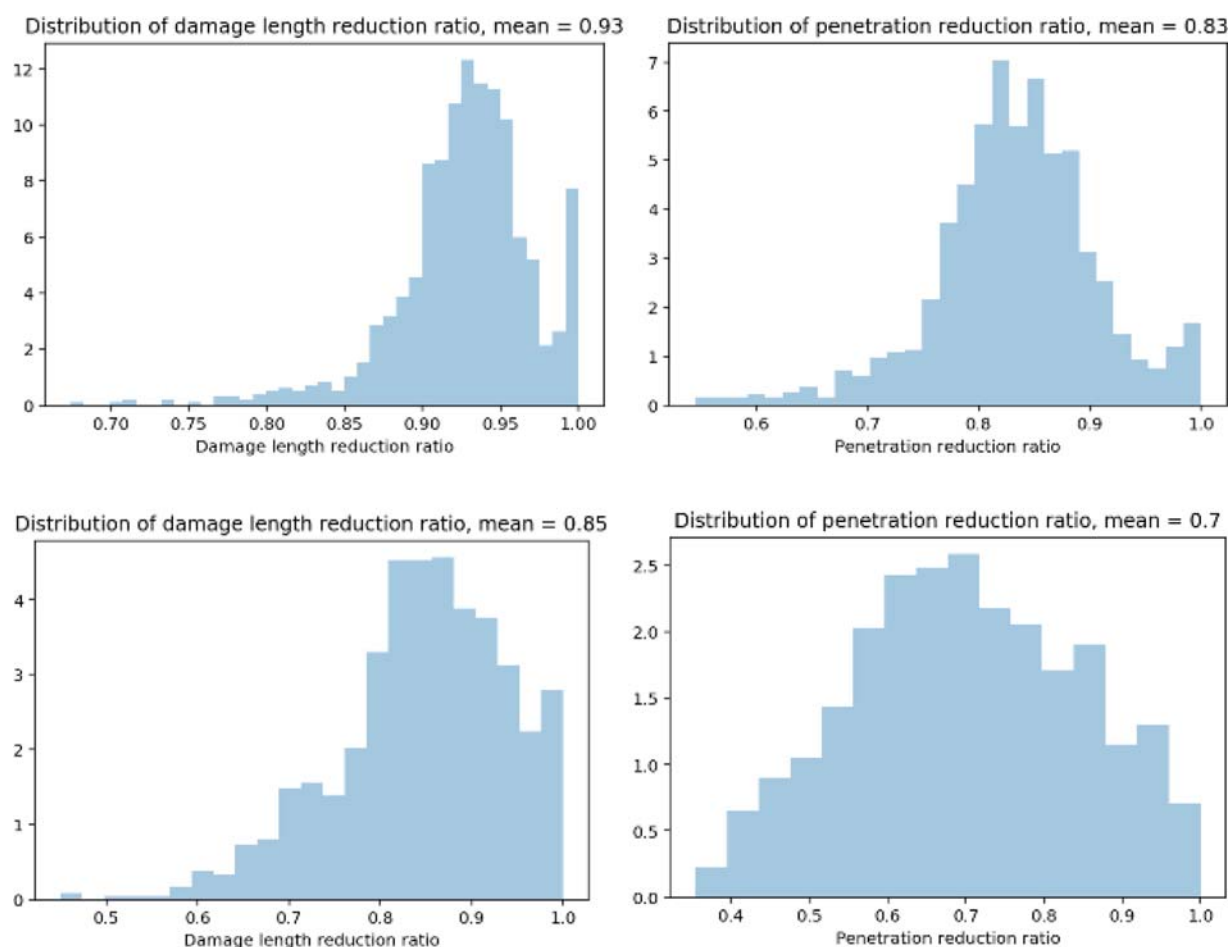 Distribution of damage length reduction ratio, mean = 0.93
12
10
8
6
4
2
0
0.70 0.75 0.80 0.85 0.90 0.95 1.00
Damage length reduction ratio
Distribution of penetration reduction ratio, mean = 0.83
7
6
5
4
3
2
1
0
0.6 0.7 0.8 0.9 1.0
Penetration reduction ratio
Distribution of damage length reduction ratio, mean = 0.85
4
3
2
1
0
0.5 0.6 0.7 0.8 0.9 1.0
Damage length reduction ratio
Distribution of penetration reduction ratio, mean = 0.7
2.5
2.0
1.5
1.0
0.5
0.0
0.4 0.5 0.6 0.7 0.8 0.9 1.0
Penetration reduction ratio